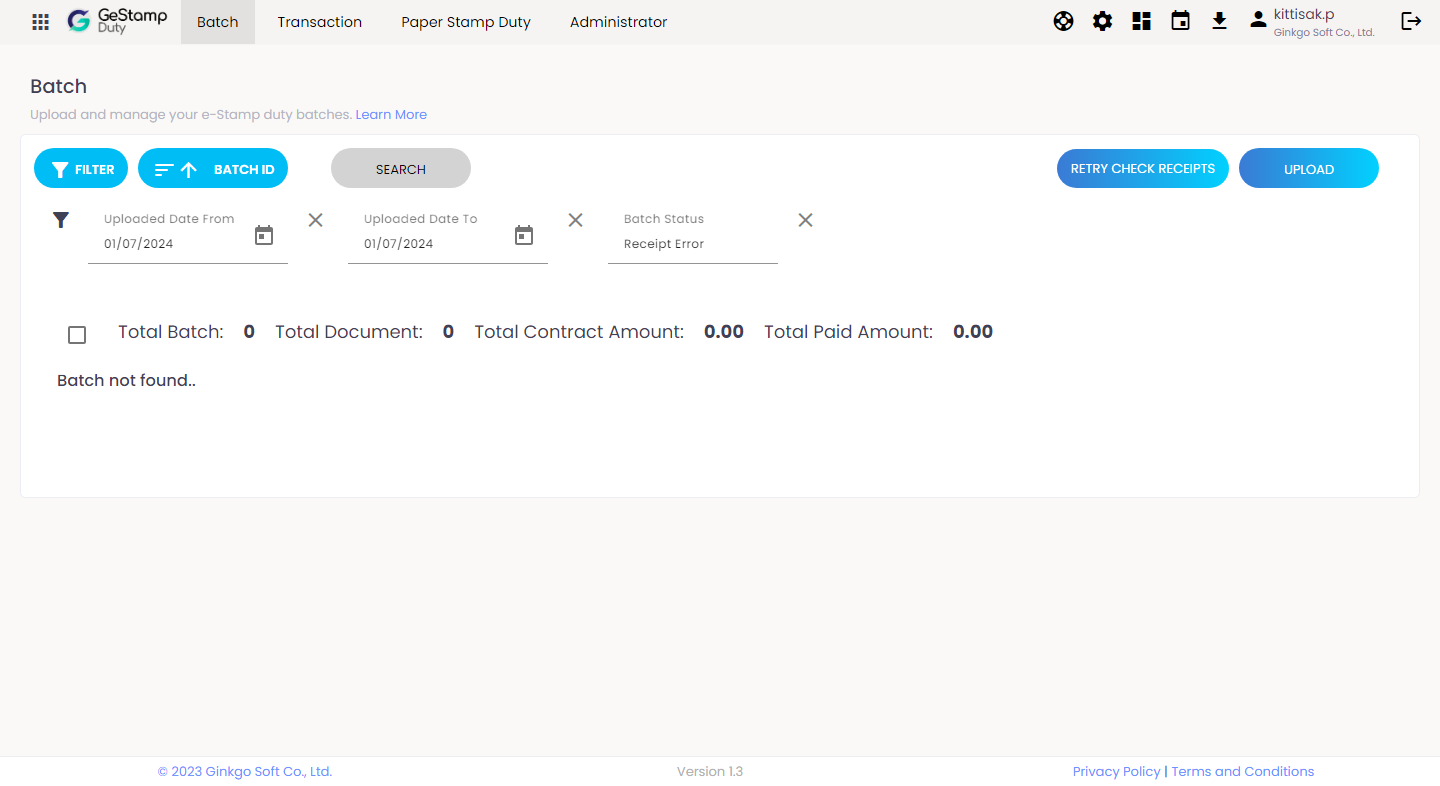 GeStamp Duty Batch Transaction Paper Stamp Duty Administrator kittisak.p
Ginkgo Soft Co., Ltd.
Batch
Upload and manage your e-Stamp duty batches. Learn More
FILTER BATCH ID SEARCH RETRY CHECK RECEIPTS UPLOAD
Uploaded Date From Uploaded Date To Batch Status
01/07/2024 01/07/2024 Receipt Error
Total Batch: 0 Total Document: 0 Total Contract Amount: 0.00 Total Paid Amount: 0.00
Batch not found..
© 2023 Ginkgo Soft Co., Ltd. Version 1.3 Privacy Policy | Terms and Conditions